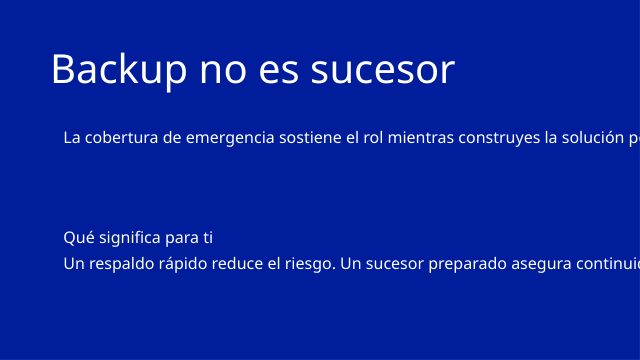 Backup no es sucesor
La cobertura de emergencia sostiene el rol mientras construyes la solución
Qué significa para ti
Un respaldo rápido reduce el riesgo. Un sucesor preparado asegura